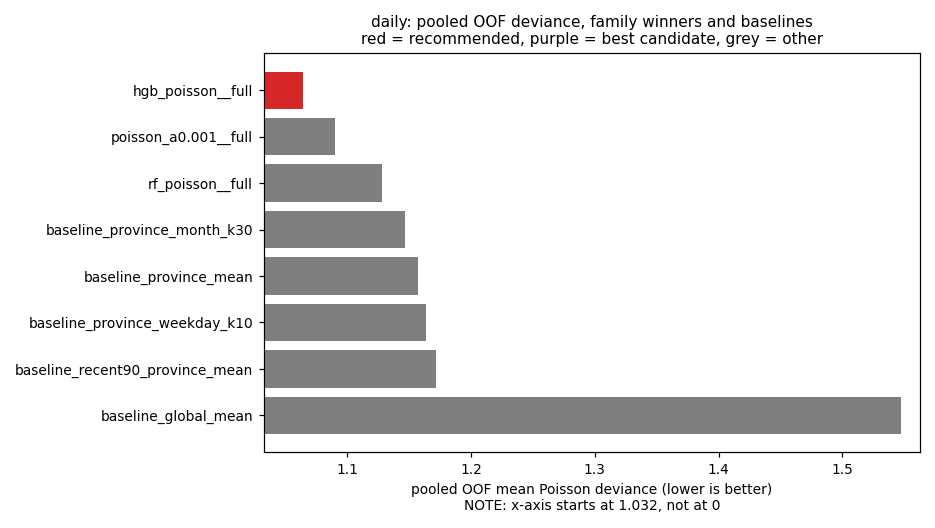 daily: pooled OOF deviance, family winners and baselines
red = recommended, purple = best candidate, grey = other
hgb_poisson__full
poisson_a0.001__full
rf_poisson__full
baseline_province_month_k30
baseline_province_mean
baseline_province_weekday_k10
baseline_recent90_province_mean
baseline_global_mean
1.1 1.2 1.3 1.4 1.5
pooled OOF mean Poisson deviance (lower is better)
NOTE: x-axis starts at 1.032, not at 0